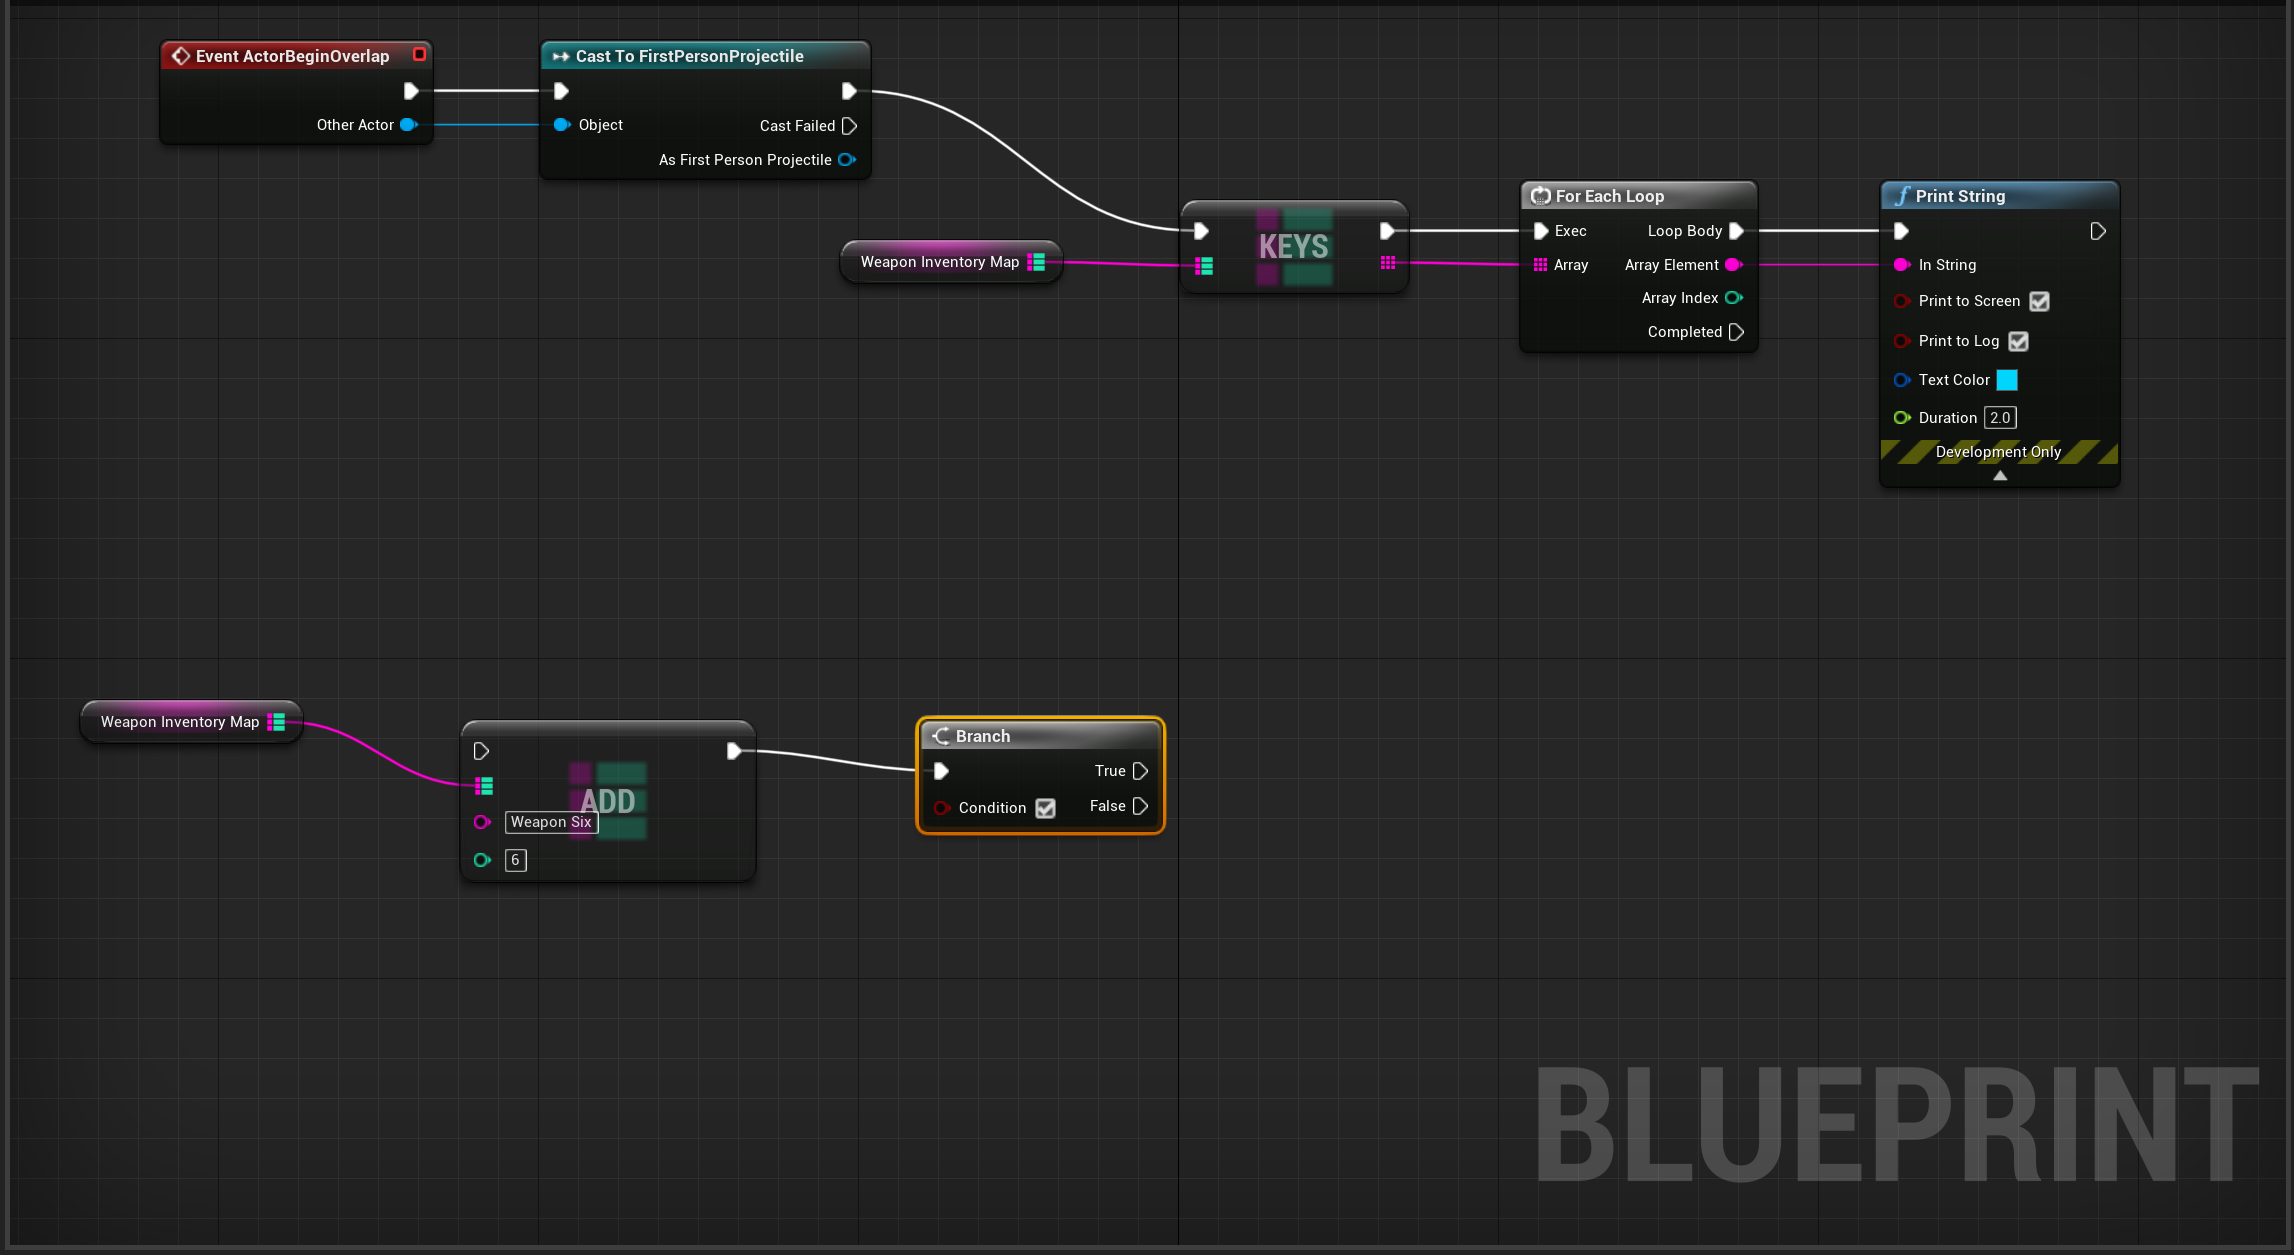 Event ActorBeginOverlap
Other Actor
Cast To FirstPersonProjectile
Object
Cast Failed
As First Person Projectile
Weapon Inventory Map
KEYS
For Each Loop
Exec
Loop Body
Array
Array Element
Array Index
Completed
Print String
In String
Print to Screen
Print to Log
Text Color
Duration 2.0
Development Only
Weapon Inventory Map
ADD
Weapon Six
6
Branch
True
Condition
False
BLUEPRINT